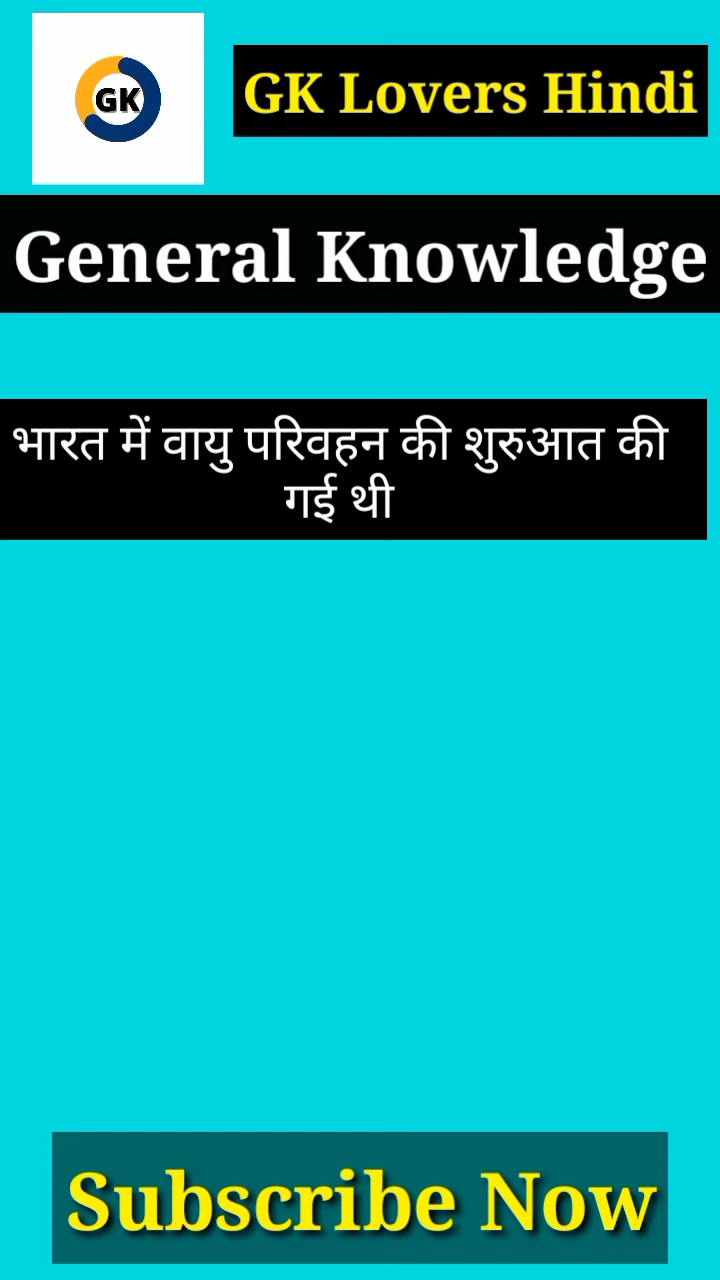 GK
GK Lovers Hindi
General Knowledge
भारत में वायु परिवहन की शुरुआत की
गई थी
Subscribe Now